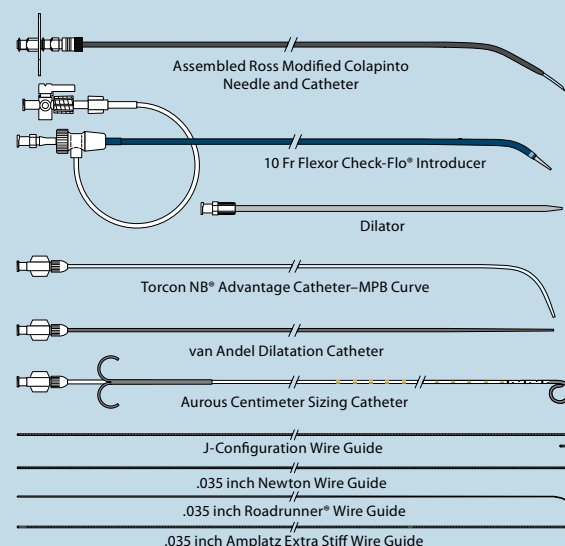 Assembled Ross Modified Colapinto
Needle and Catheter
10 Fr Flexor Check-Flo® Introducer
Dilator
Torcon NB® Advantage Catheter–MPB Curve
van Andel Dilatation Catheter
Aurous Centimeter Sizing Catheter
J-Configuration Wire Guide
.035 inch Newton Wire Guide
.035 inch Roadrunner® Wire Guide
.035 inch Amplatz Extra Stiff Wire Guide